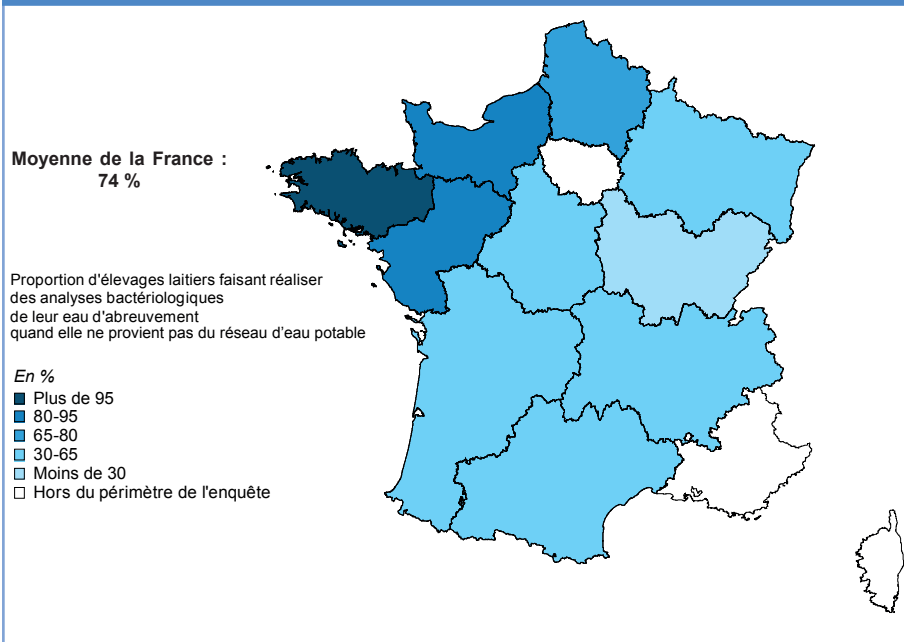 Moyenne de la France :
74 %
Proportion d'élevages laitiers faisant réaliser
des analyses bactériologiques
de leur eau d'abreuvement
quand elle ne provient pas du réseau d'eau potable
En %
Plus de 95
80-95
65-80
30-65
Moins de 30
Hors du périmètre de l'enquête